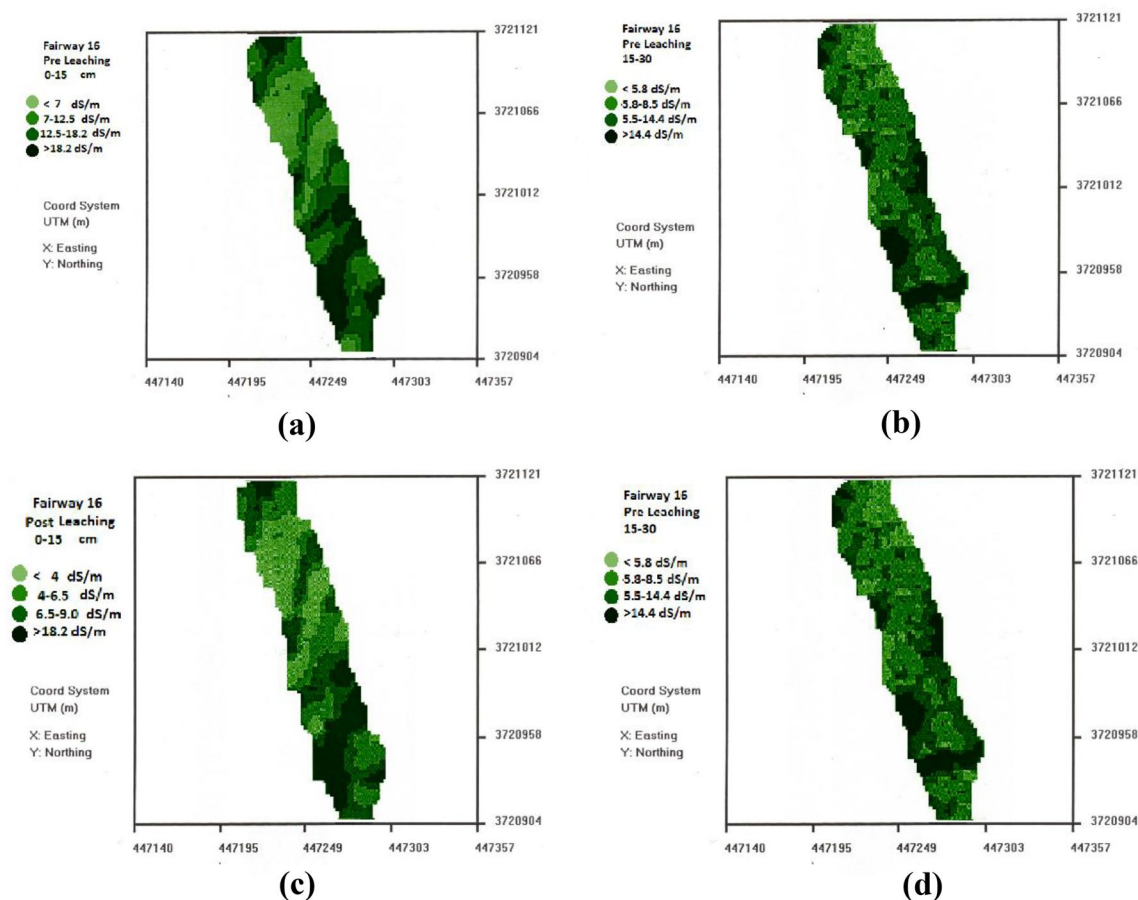 Fairway 16
Pre Leaching
0-15 cm
< 7 dS/m
7-12.5 dS/m
12.5-18.2 dS/m
>18.2 dS/m
Coord System
UTM (m)
X: Easting
Y: Northing
3721121
3721066
3721012
3720958
3720904
447140 447195 447249 447303 447357
(a)
Fairway 16
Pre Leaching
15-30
< 5.8 dS/m
5.8-8.5 dS/m
5.5-14.4 dS/m
>14.4 dS/m
Coord System
UTM (m)
X: Easting
Y: Northing
3721121
3721066
3721012
3720958
3720904
447140 447195 447249 447303 447357
(b)
Fairway 16
Post Leaching
0-15 cm
< 4 dS/m
4-6.5 dS/m
6.5-9.0 dS/m
>18.2 dS/m
Coord System
UTM (m)
X: Easting
Y: Northing
3721121
3721066
3721012
3720958
3720904
447140 447195 447249 447303 447357
(c)
Fairway 16
Pre Leaching
15-30
< 5.8 dS/m
5.8-8.5 dS/m
5.5-14.4 dS/m
>14.4 dS/m
Coord System
UTM (m)
X: Easting
Y: Northing
3721121
3721066
3721012
3720958
3720904
447140 447195 447249 447303 447357
(d)